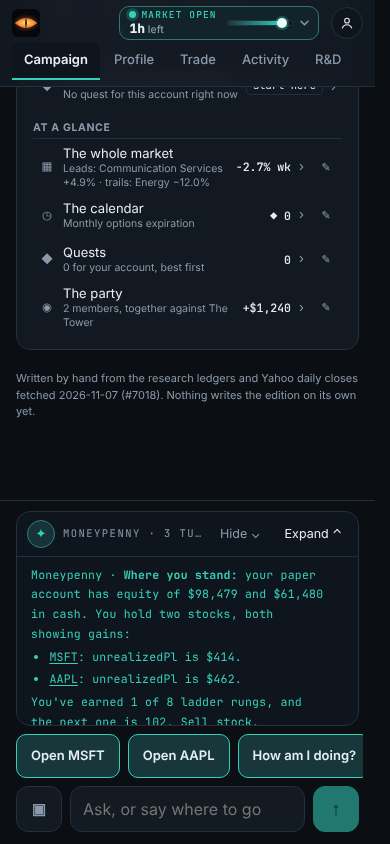 MARKET OPEN
1h left
Campaign Profile Trade Activity R&D
No quest for this account right now
AT A GLANCE
The whole market
Leads: Communication Services
+4.9% · trails: Energy −12.0%
-2.7% wk
The calendar
Monthly options expiration
◆ 0
Quests
0 for your account, best first
0
The party
2 members, together against The
Tower
+$1,240
Written by hand from the research ledgers and Yahoo daily closes
fetched 2026-11-07 (#7018). Nothing writes the edition on its own
yet.
MONEYPENNY · 3 TU… Hide Expand
Moneypenny · Where you stand: your paper
account has equity of $98,479 and $61,480
in cash. You hold two stocks, both
showing gains:
• MSFT: unrealizedPl is $414.
• AAPL: unrealizedPl is $462.
You've earned 1 of 8 ladder rungs, and
the next one is 102. Sell stock.
Open MSFT Open AAPL How am I doing?
Ask, or say where to go